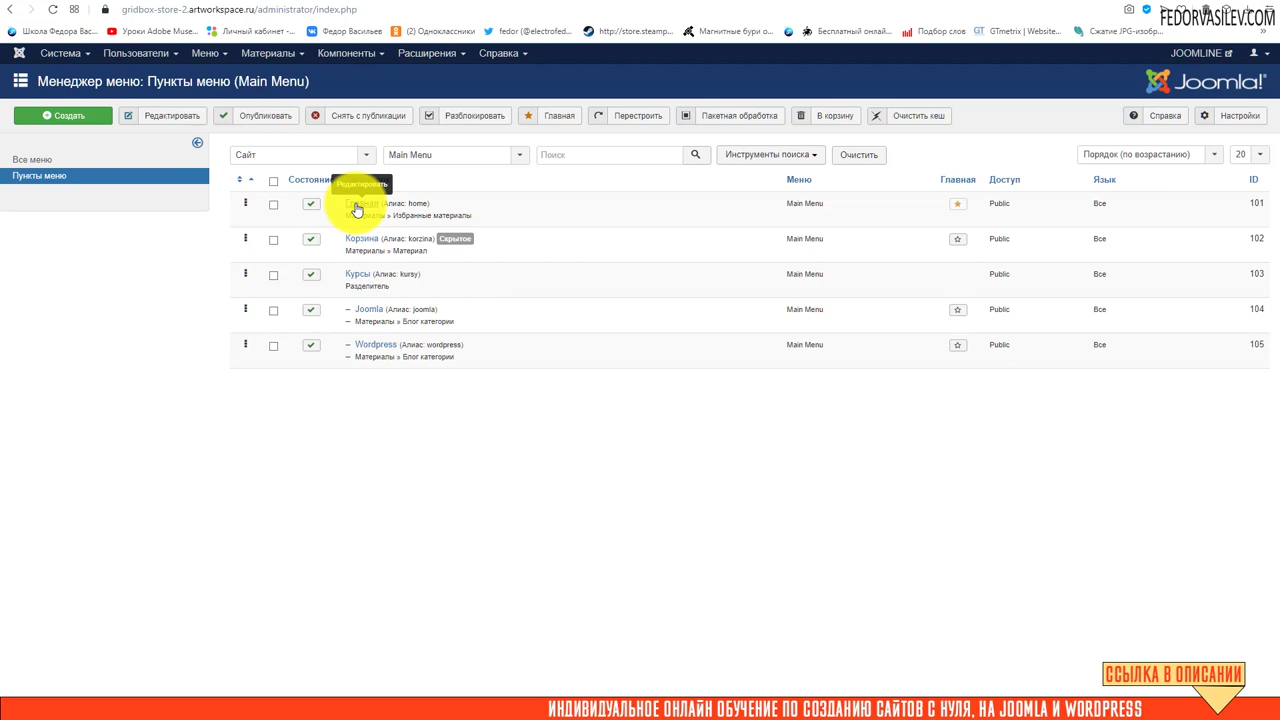 gridbox-store-2.artworkspace.ru/administrator/index.php
FEDORVASILEV.COM
Школа Федора Вас... Уроки Adobe Muse... Личный кабинет -... Федор Васильев (2) Одноклассники fedor (@electrofed... http://store.steamp... Магнитные бури о... Бесплатный онлай... Подбор слов GTmetrix | Website... Сжатие JPG-изобр...
Система Пользователи Меню Материалы Компоненты Расширения Справка JOOMLINE
Менеджер меню: Пункты меню (Main Menu) Joomla!
Создать Редактировать Опубликовать Снять с публикации Разблокировать Главная Перестроить Пакетная обработка В корзину Очистить кеш Справка Настройки
Сайт Main Menu Поиск Инструменты поиска Очистить Порядок (по возрастанию) 20
Все меню
Пункты меню
Состояние Меню Главная Доступ Язык ID
Редактировать
Главная (Алиас: home) Main Menu Public Все 101
Материалы » Избранные материалы
Корзина (Алиас: korzina) Скрытое Main Menu Public Все 102
Материалы » Материал
Курсы (Алиас: kursy) Main Menu Public Все 103
Разделитель
– Joomla (Алиас: joomla) Main Menu Public Все 104
– Материалы » Блог категории
– Wordpress (Алиас: wordpress) Main Menu Public Все 105
– Материалы » Блог категории
ССЫЛКА В ОПИСАНИИ
ИНДИВИДУАЛЬНОЕ ОНЛАЙН ОБУЧЕНИЕ ПО СОЗДАНИЮ САЙТОВ С НУЛЯ, НА JOOMLA И WORDPRESS